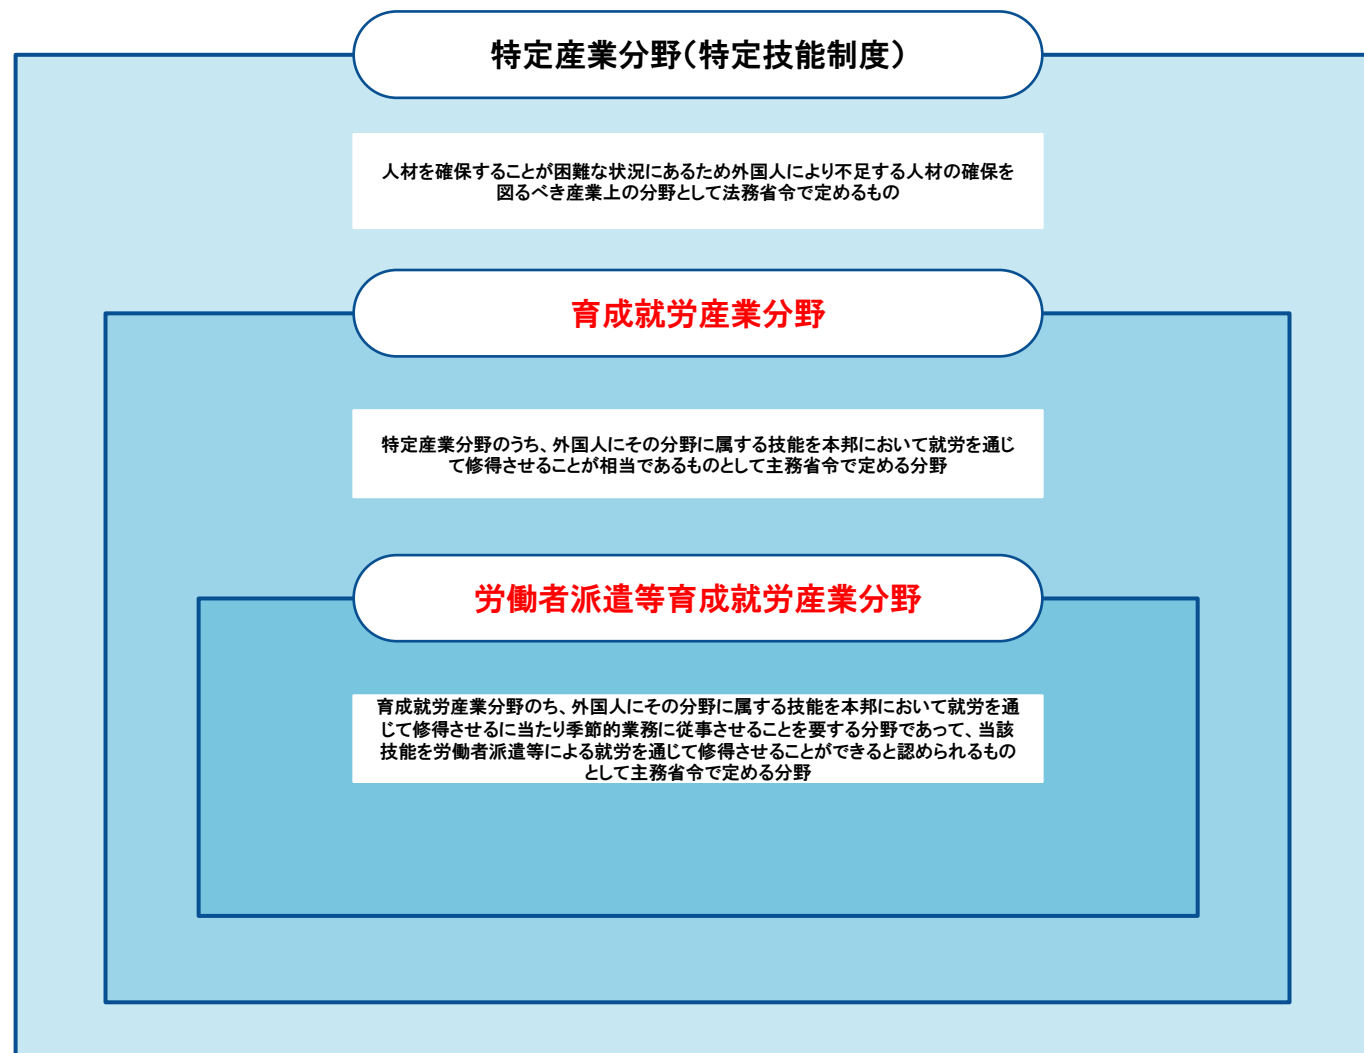 特定産業分野(特定技能制度)
人材を確保することが困難な状況にあるため外国人により不足する人材の確保を
図るべき産業上の分野として法務省令で定めるもの
育成就労産業分野
特定産業分野のうち、外国人にその分野に属する技能を本邦において就労を通じ
て修得させることが相当であるものとして主務省令で定める分野
労働者派遣等育成就労産業分野
育成就労産業分野のち、外国人にその分野に属する技能を本邦において就労を通
じて修得させるに当たり季節的業務に従事させることを要する分野であって、当該
技能を労働者派遣等による就労を通じて修得させることができると認められるもの
として主務省令で定める分野